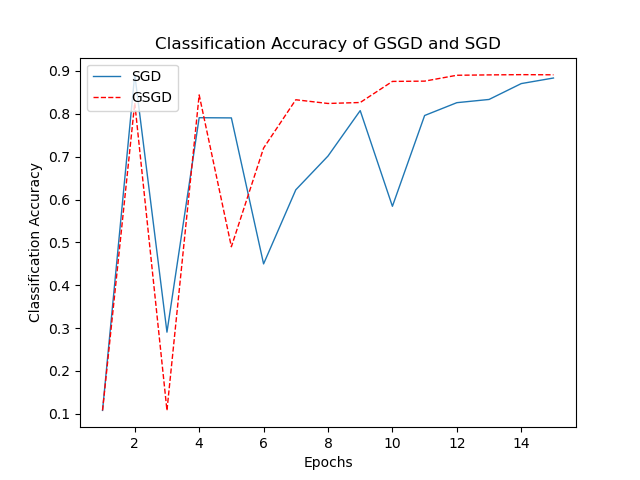 Classification Accuracy of GSGD and SGD
SGD
GSGD
0.9
0.8
0.7
0.6
0.5
0.4
0.3
0.2
0.1
Classification Accuracy
2 4 6 8 10 12 14
Epochs